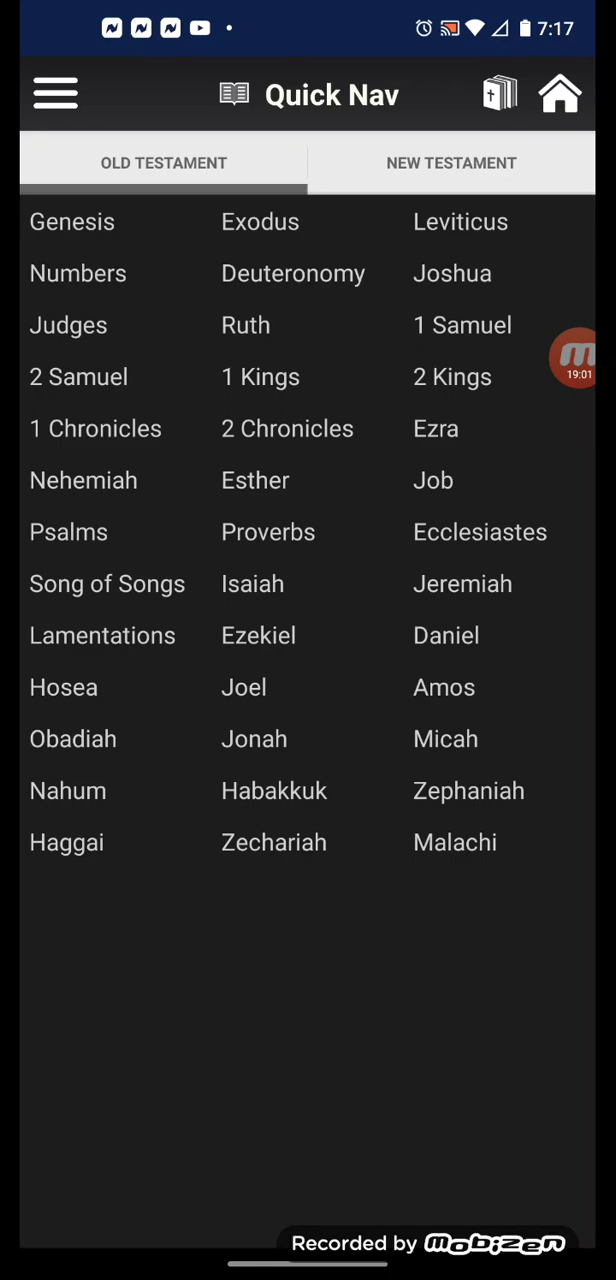 7:17
Quick Nav
OLD TESTAMENT NEW TESTAMENT
Genesis Exodus Leviticus
Numbers Deuteronomy Joshua
Judges Ruth 1 Samuel
2 Samuel 1 Kings 2 Kings
19:01
1 Chronicles 2 Chronicles Ezra
Nehemiah Esther Job
Psalms Proverbs Ecclesiastes
Song of Songs Isaiah Jeremiah
Lamentations Ezekiel Daniel
Hosea Joel Amos
Obadiah Jonah Micah
Nahum Habakkuk Zephaniah
Haggai Zechariah Malachi
Recorded by mobizen